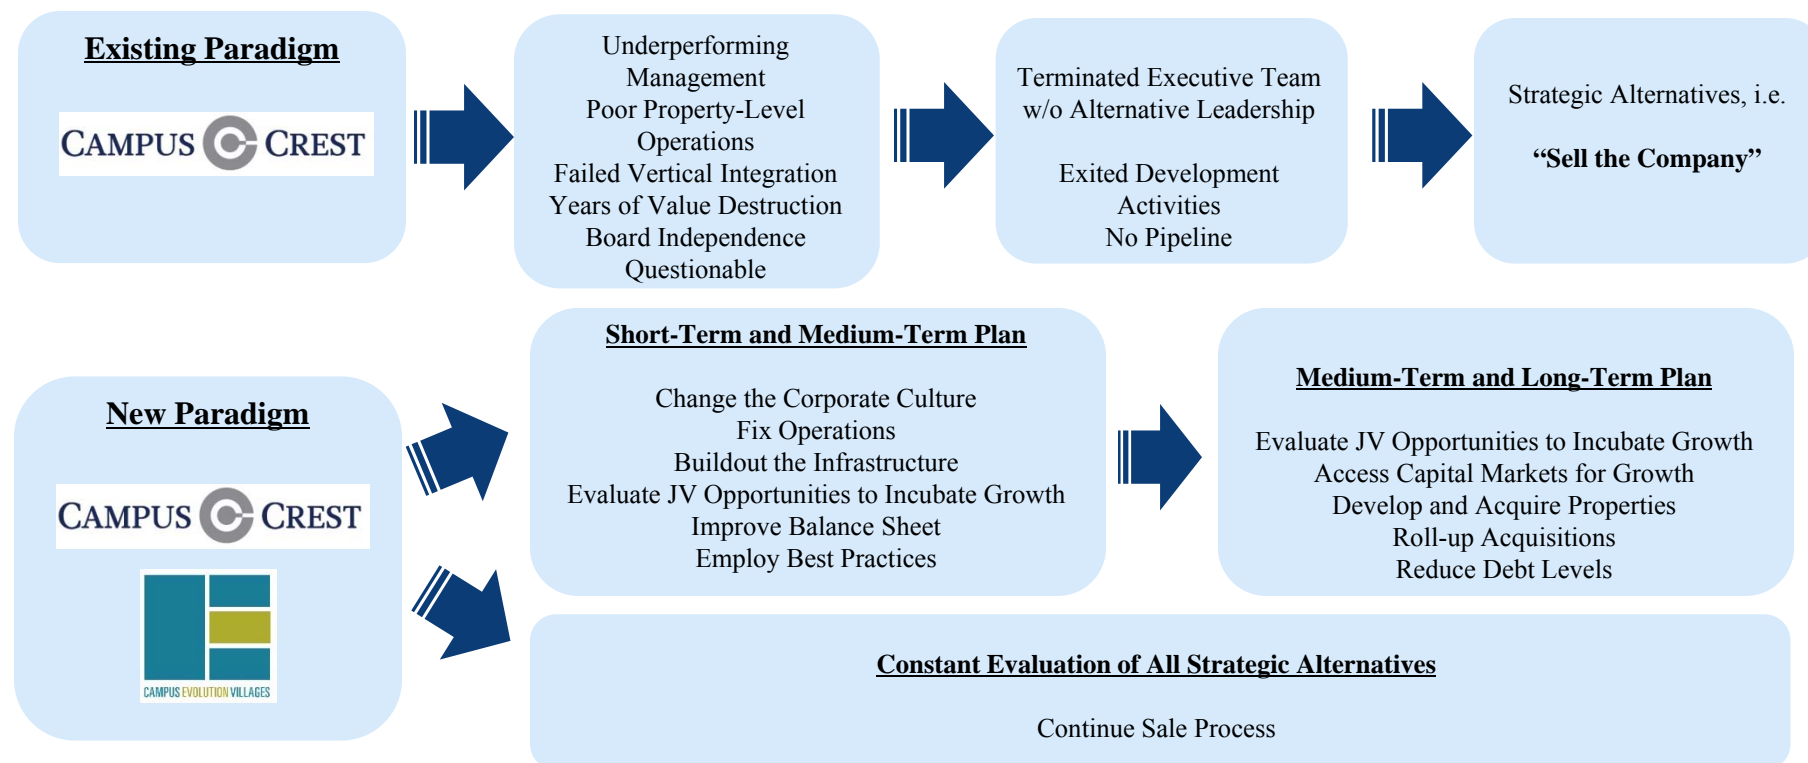 Existing Paradigm
CAMPUS CREST
Underperforming
Management
Poor Property-Level
Operations
Failed Vertical Integration
Years of Value Destruction
Board Independence
Questionable
Terminated Executive Team
w/o Alternative Leadership
Exited Development
Activities
No Pipeline
Strategic Alternatives, i.e.
“Sell the Company”
New Paradigm
CAMPUS CREST
CAMPUS EVOLUTION VILLAGES
Short-Term and Medium-Term Plan
Change the Corporate Culture
Fix Operations
Buildout the Infrastructure
Evaluate JV Opportunities to Incubate Growth
Improve Balance Sheet
Employ Best Practices
Medium-Term and Long-Term Plan
Evaluate JV Opportunities to Incubate Growth
Access Capital Markets for Growth
Develop and Acquire Properties
Roll-up Acquisitions
Reduce Debt Levels
Constant Evaluation of All Strategic Alternatives
Continue Sale Process